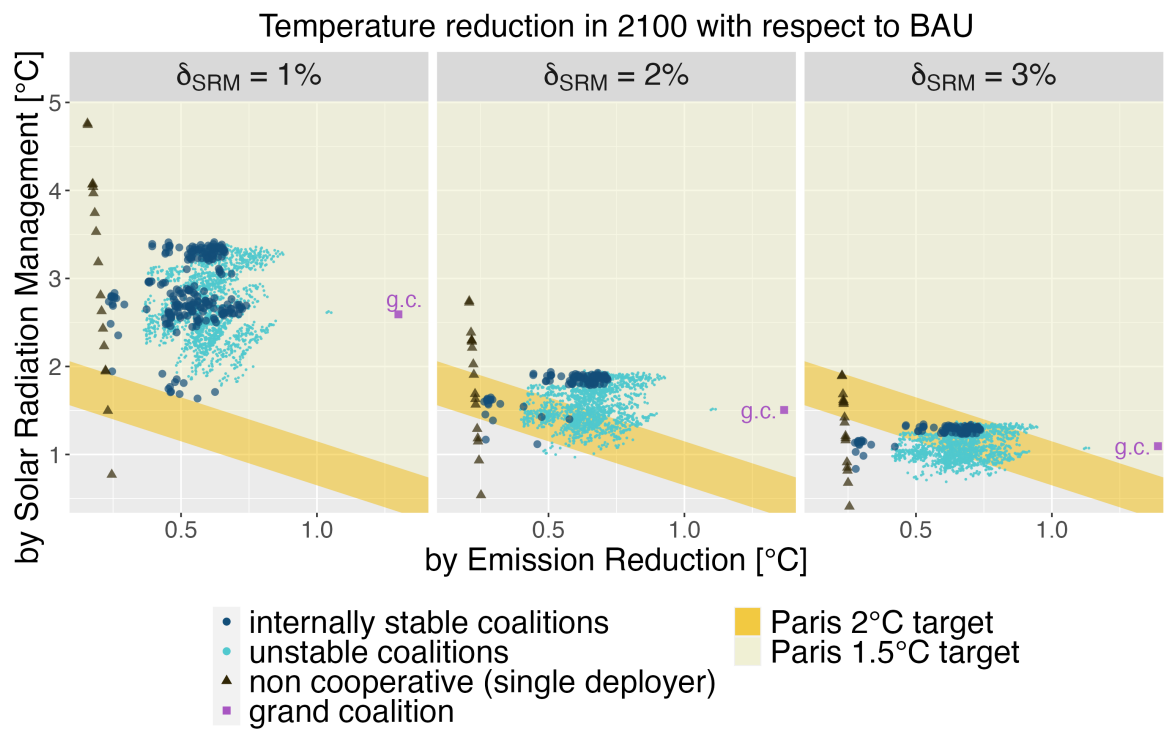 Temperature reduction in 2100 with respect to BAU
δSRM = 1%
δSRM = 2%
δSRM = 3%
by Solar Radiation Management [°C]
5
4
3
2
1
g.c.
g.c.
g.c.
0.5 1.0
0.5 1.0
0.5 1.0
by Emission Reduction [°C]
internally stable coalitions
unstable coalitions
non cooperative (single deployer)
grand coalition
Paris 2°C target
Paris 1.5°C target